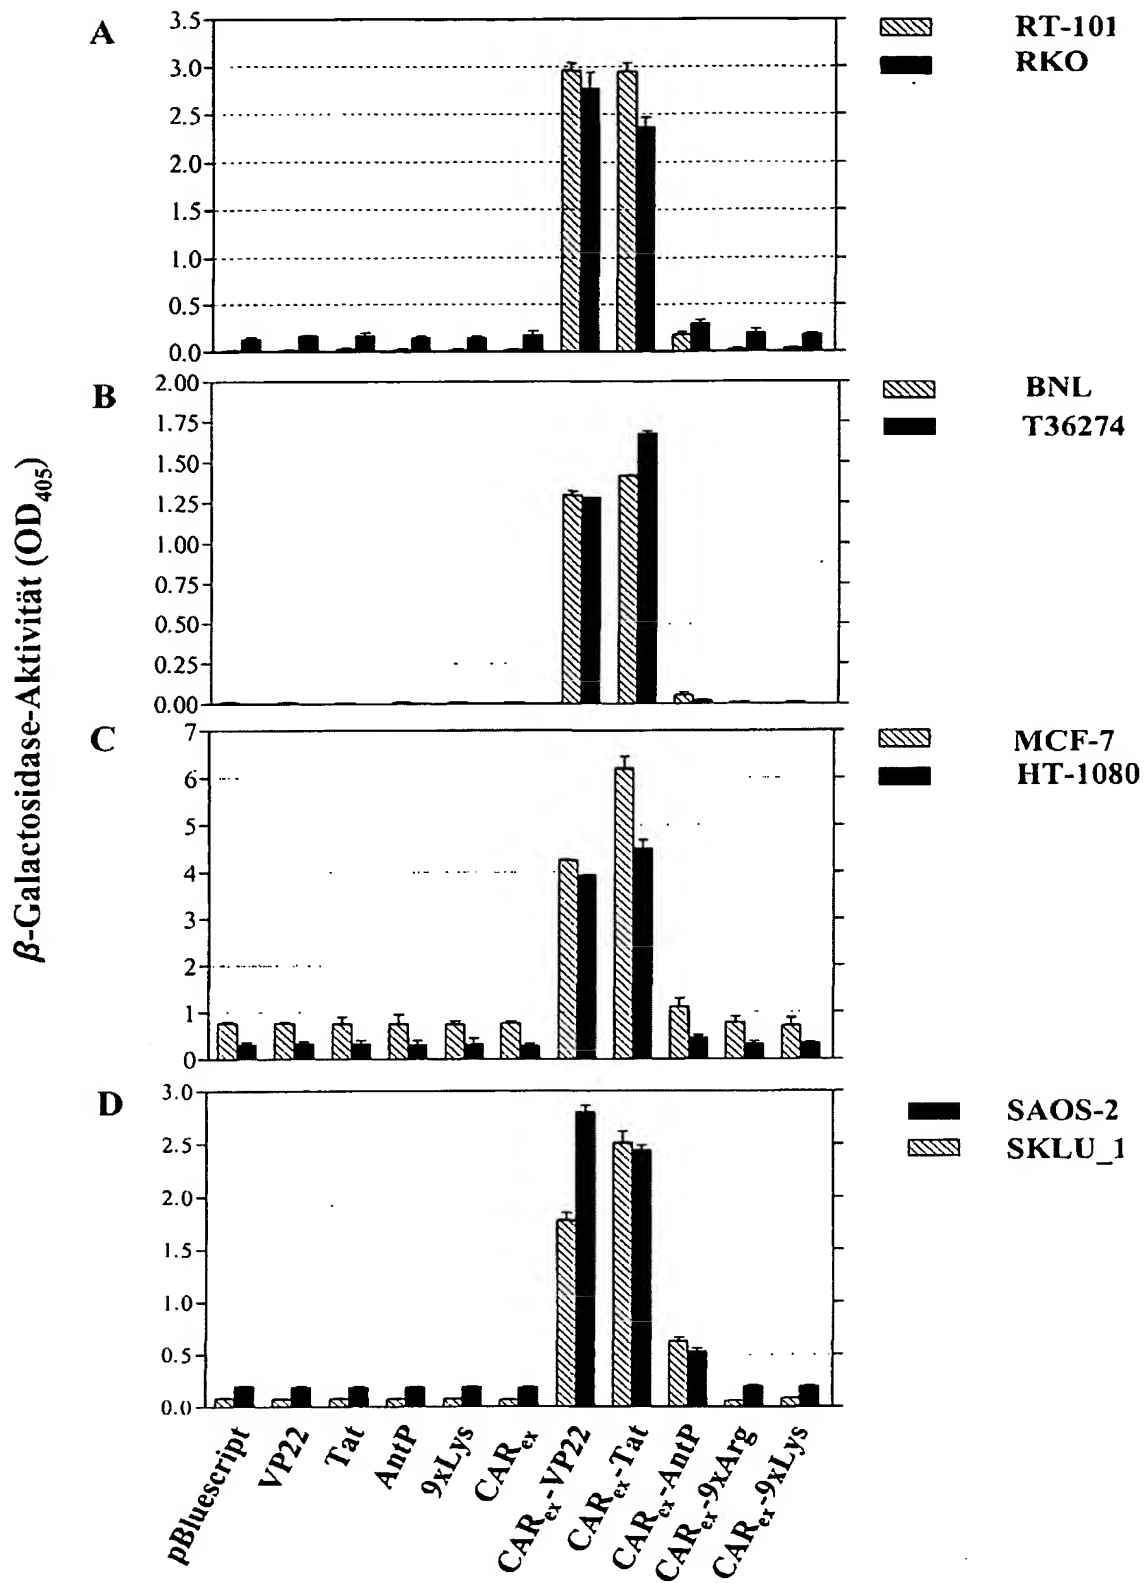 A
3.5
3.0
2.5
2.0
1.5
1.0
0.5
0.0
RT-101
RKO
B
2.00
1.75
1.50
1.25
1.00
0.75
0.50
0.25
0.00
BNL
T36274
β-Galactosidase-Aktivität (OD405)
C
7
6
5
4
3
2
1
0
MCF-7
HT-1080
D
3.0
2.5
2.0
1.5
1.0
0.5
0.0
SAOS-2
SKLU_1
pBluescript
VP22
Tat
AntP
9xLys
CARex
CARex-VP22
CARex-Tat
CARex-AntP
CARex-9xArg
CARex-9xLys